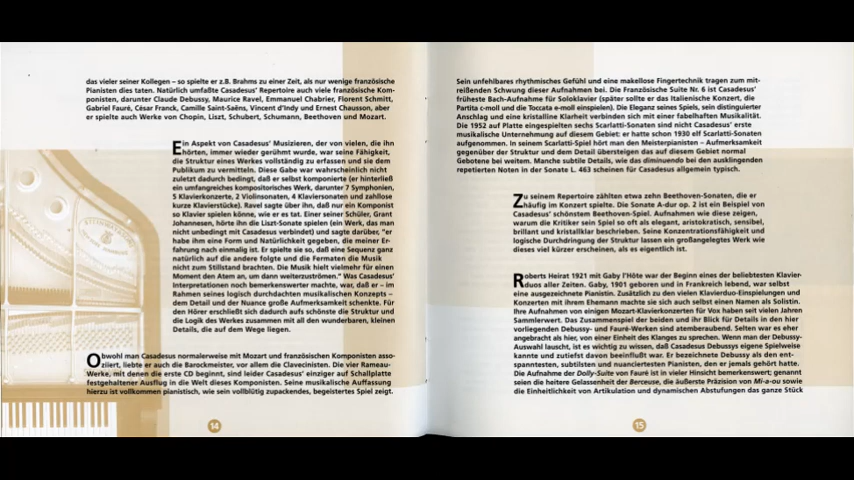 das vieler seiner Kollegen – so spielte er z.B. Brahms zu einer Zeit, als nur wenige französische
Pianisten dies taten. Natürlich umfaßte Casadesus' Repertoire auch viele französische Kom-
ponisten, darunter Claude Debussy, Maurice Ravel, Emmanuel Chabrier, Florent Schmitt,
Gabriel Fauré, César Franck, Camille Saint-Saëns, Vincent d'Indy und Ernest Chausson, aber
er spielte auch Werken von Chopin, Liszt, Schubert, Schumann, Beethoven und Mozart.
Ein Aspekt von Casadesus' Musizieren, der von vielen, die ihn
hörten, immer wieder gerühmt wurde, war seine Fähigkeit,
die Struktur eines Werkes vollständig zu erfassen und sie dem
Publikum zu vermitteln. Diese Gabe war wahrscheinlich nicht
zuletzt dadurch bedingt, daß er selbst komponierte (er hinterließ
ein umfangreiches kompositorisches Werk, darunter 7 Symphonien,
5 Klavierkonzerte, 2 Violinsonaten, 4 Klaviersonaten und zahllose
kurze Klavierstücke). Ravel sagte über ihn, daß nur ein Komponist
so Klavier spielen könne, wie er es tat. Einer seiner Schüler, Grant
Johannesen, hörte ihn die Liszt-Sonate spielen (ein Werk, das man
nicht unbedingt mit Casadesus verbindet) und sagte darüber, "er
habe ihm eine Form und Natürlichkeit gegeben, die meiner Er-
fahrung nach einmalig ist. Er spielte sie so, daß eine Sequenz ganz
natürlich auf die andere folgte und die Fermaten die Musik
nicht zum Stillstand brachten. Die Musik hielt vielmehr für einen
Moment den Atem an, um dann weiterzuströmen." Was Casadesus'
Interpretationen noch bemerkenswerter machte, war, daß er – im
Rahmen seines logisch durchdachten musikalischen Konzepts –
dem Detail und der Nuance große Aufmerksamkeit schenkte. Für
den Hörer erschließt sich dadurch aufs schönste die Struktur und
die Logik des Werkes zusammen mit all den wunderbaren, kleinen
Details, die auf dem Wege liegen.
Obwohl man Casadesus normalerweise mit Mozart und französischen Komponisten asso-
ziiert, liebte er auch die Barockmeister, vor allem die Clavecinisten. Die vier Rameau-
Werke, mit denen die erste CD beginnt, sind leider Casadesus' einziger auf Schallplatte
festgehaltener Ausflug in die Welt dieses Komponisten. Seine musikalische Auffassung
hierzu ist vollkommen pianistisch, wie sein vollblütig zupackendes, begeistertes Spiel zeigt.
14
Sein unfehlbares rhythmisches Gefühl und eine makellose Fingertechnik tragen zum mit-
reißenden Schwung dieser Aufnahmen bei. Die Französische Suite Nr. 6 ist Casadesus'
früheste Bach-Aufnahme für Soloklavier (später sollte er das Italienische Konzert, die
Partita c-moll und die Toccata e-moll einspielen). Die Eleganz seines Spiels, sein distinguierter
Anschlag und eine kristalline Klarheit verbinden sich mit einer fabelhaften Musikalität.
Die 1952 auf Platte eingespielten sechs Scarlatti-Sonaten sind nicht Casadesus' erste
musikalische Unternehmung auf diesem Gebiet: er hatte schon 1930 elf Scarlatti-Sonaten
aufgenommen. In seinem Scarlatti-Spiel hört man den Meisterpianisten – Aufmerksamkeit
gegenüber der Struktur und dem Detail übersteigen das auf diesem Gebiet normal
Gebotene bei weitem. Manche subtile Details, wie das diminuendo bei den ausklingenden
repetierten Noten in der Sonate L. 463 scheinen für Casadesus allgemein typisch.
Zu seinem Repertoire zählten etwa zehn Beethoven-Sonaten, die er
häufig im Konzert spielte. Die Sonate A-dur op. 2 ist ein Beispiel von
Casadesus' schönstem Beethoven-Spiel. Aufnahmen wie diese zeigen,
warum die Kritiker sein Spiel so oft als elegant, aristokratisch, sensibel,
brillant und kristallklar beschrieben. Seine Konzentrationsfähigkeit und
logische Durchdringung der Struktur lassen ein großangelegtes Werk wie
dieses viel kürzer erscheinen, als es eigentlich ist.
Roberts Heirat 1921 mit Gaby l'Hôte war der Beginn eines der beliebtesten Klavier-
duos aller Zeiten. Gaby, 1901 geboren und in Frankreich lebend, war selbst
eine ausgezeichnete Pianistin. Zusätzlich zu den vielen Klavierduo-Einspielungen und
Konzerten mit ihrem Ehemann machte sie sich auch selbst einen Namen als Solistin.
Ihre Aufnahmen von einigen Mozart-Klavierkonzerten für Vox haben seit vielen Jahren
Sammlerwert. Das Zusammenspiel der beiden und ihr Blick für Details in den hier
vorliegenden Debussy- und Fauré-Werken sind atemberaubend. Selten war es eher
angebracht als hier, von einer Einheit des Klanges zu sprechen. Wenn man der Debussy-
Auswahl lauscht, ist es wichtig zu wissen, daß Casadesus Debussys eigene Spielweise
kannte und zutiefst davon beeinflußt war. Er bezeichnete Debussy als den ent-
spanntesten, subtilsten und nuanciertesten Pianisten, den er jemals gehört hatte.
Die Aufnahme der Dolly-Suite von Fauré ist in vieler Hinsicht bemerkenswert; genannt
seien die heitere Gelassenheit der Berceuse, die äußerste Präzision von Mi-a-ou sowie
die Einheitlichkeit von Artikulation und dynamischen Abstufungen das ganze Stück
15